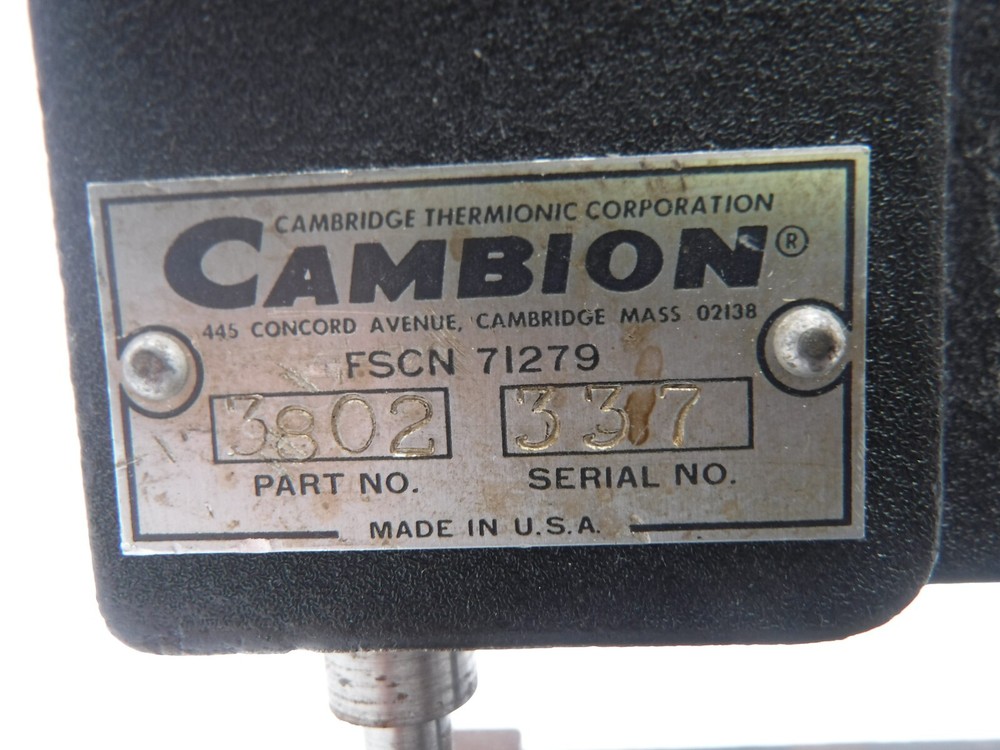 CAMBRIDGE THERMIONIC CORPORATION
CAMBION®
445 CONCORD AVENUE, CAMBRIDGE MASS 02138
FSCN 71279
3802 337
PART NO. SERIAL NO.
MADE IN U.S.A.